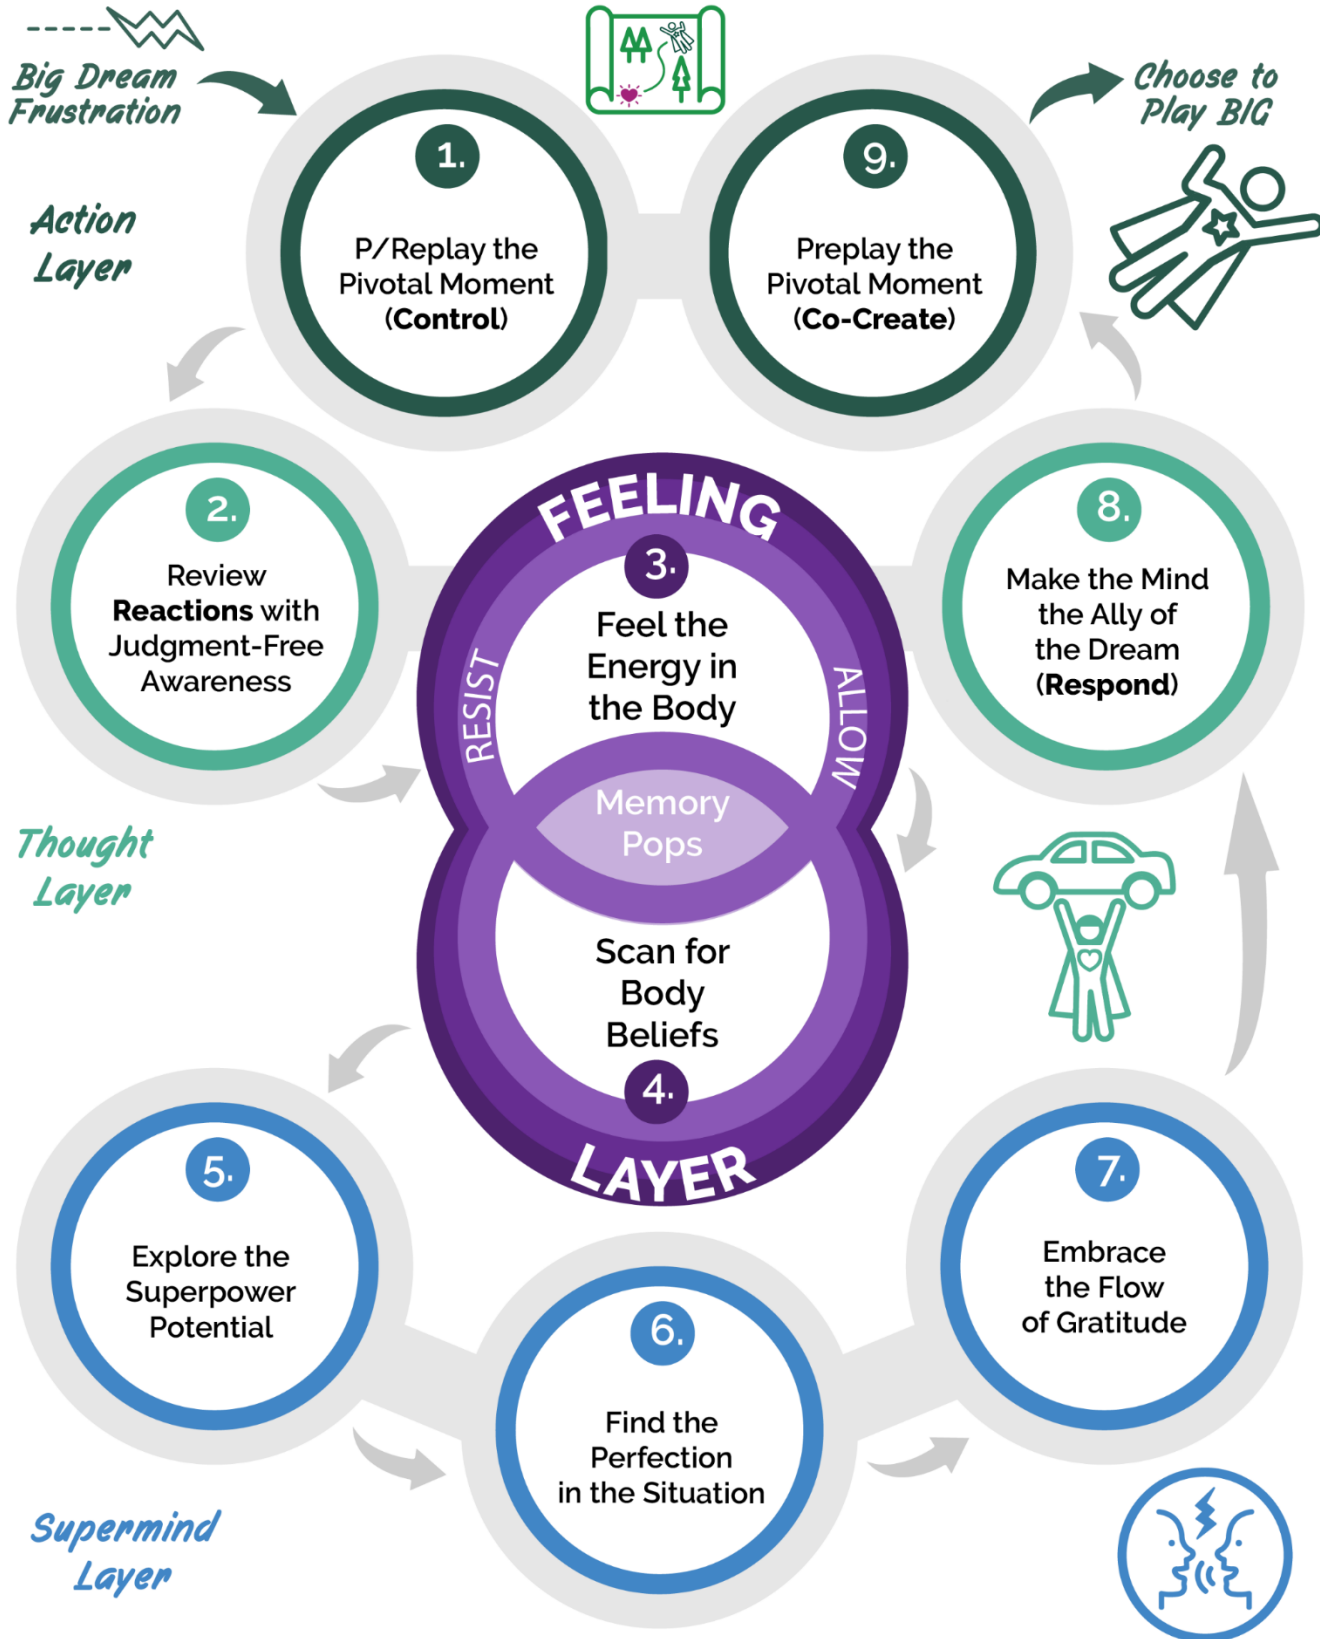 Big Dream
Frustration
Choose to
Play BIG
Action
Layer
1.
P/Replay the
Pivotal Moment
(Control)
9.
Preplay the
Pivotal Moment
(Co-Create)
2.
Review
Reactions with
Judgment-Free
Awareness
FEELING
3.
Feel the
Energy in
the Body
RESIST
ALLOW
Memory
Pops
Scan for
Body
Beliefs
4.
LAYER
8.
Make the Mind
the Ally of
the Dream
(Respond)
Thought
Layer
5.
Explore the
Superpower
Potential
6.
Find the
Perfection
in the Situation
7.
Embrace
the Flow
of Gratitude
Supermind
Layer